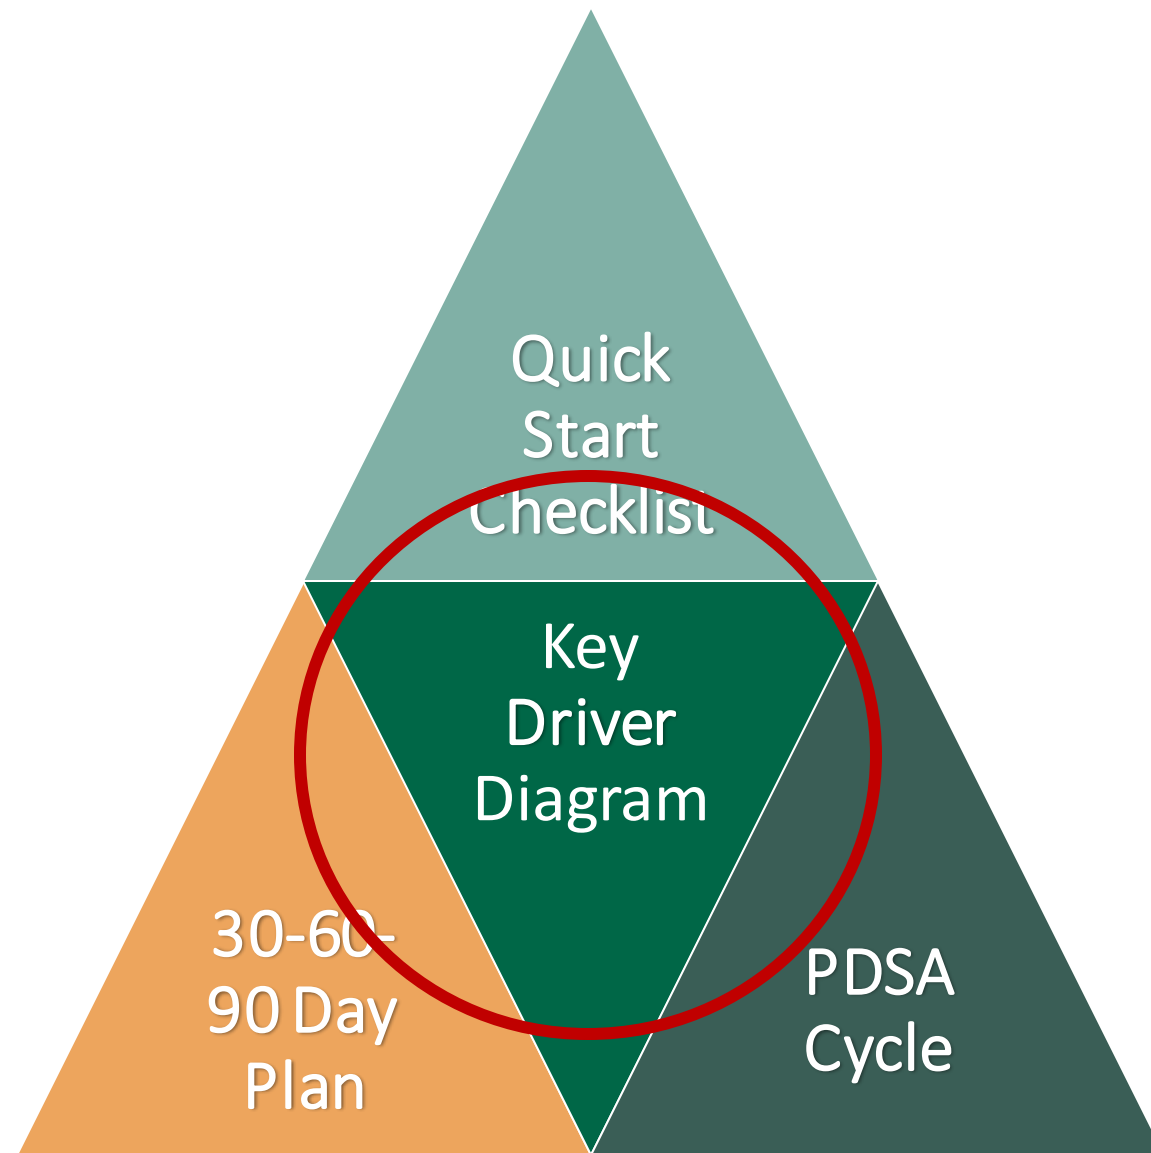 Quick
Start
Checklist
Key
Driver
Diagram
30-60-
90 Day
Plan
PDSA
Cycle